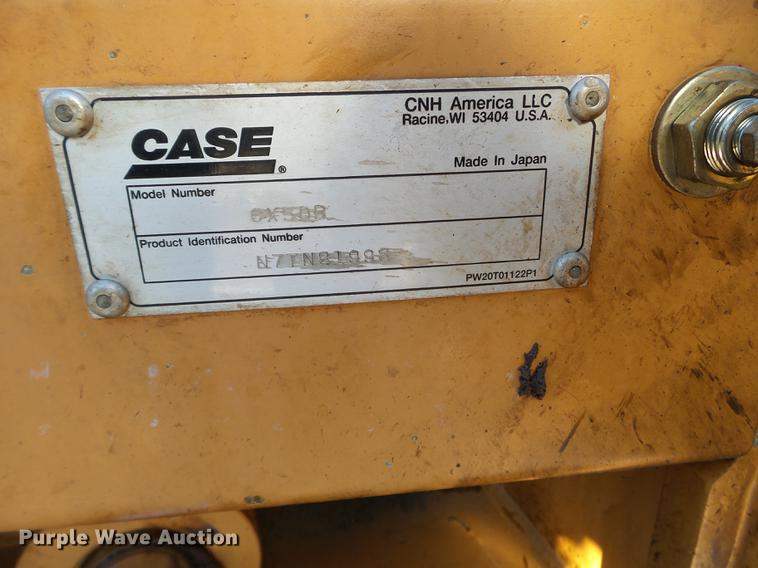 CNH America LLC
Racine, WI 53404 U.S.A.
CASE
®
Made In Japan
Model Number
CX50B
Product Identification Number
PW20T01122P1
Purple Wave Auction